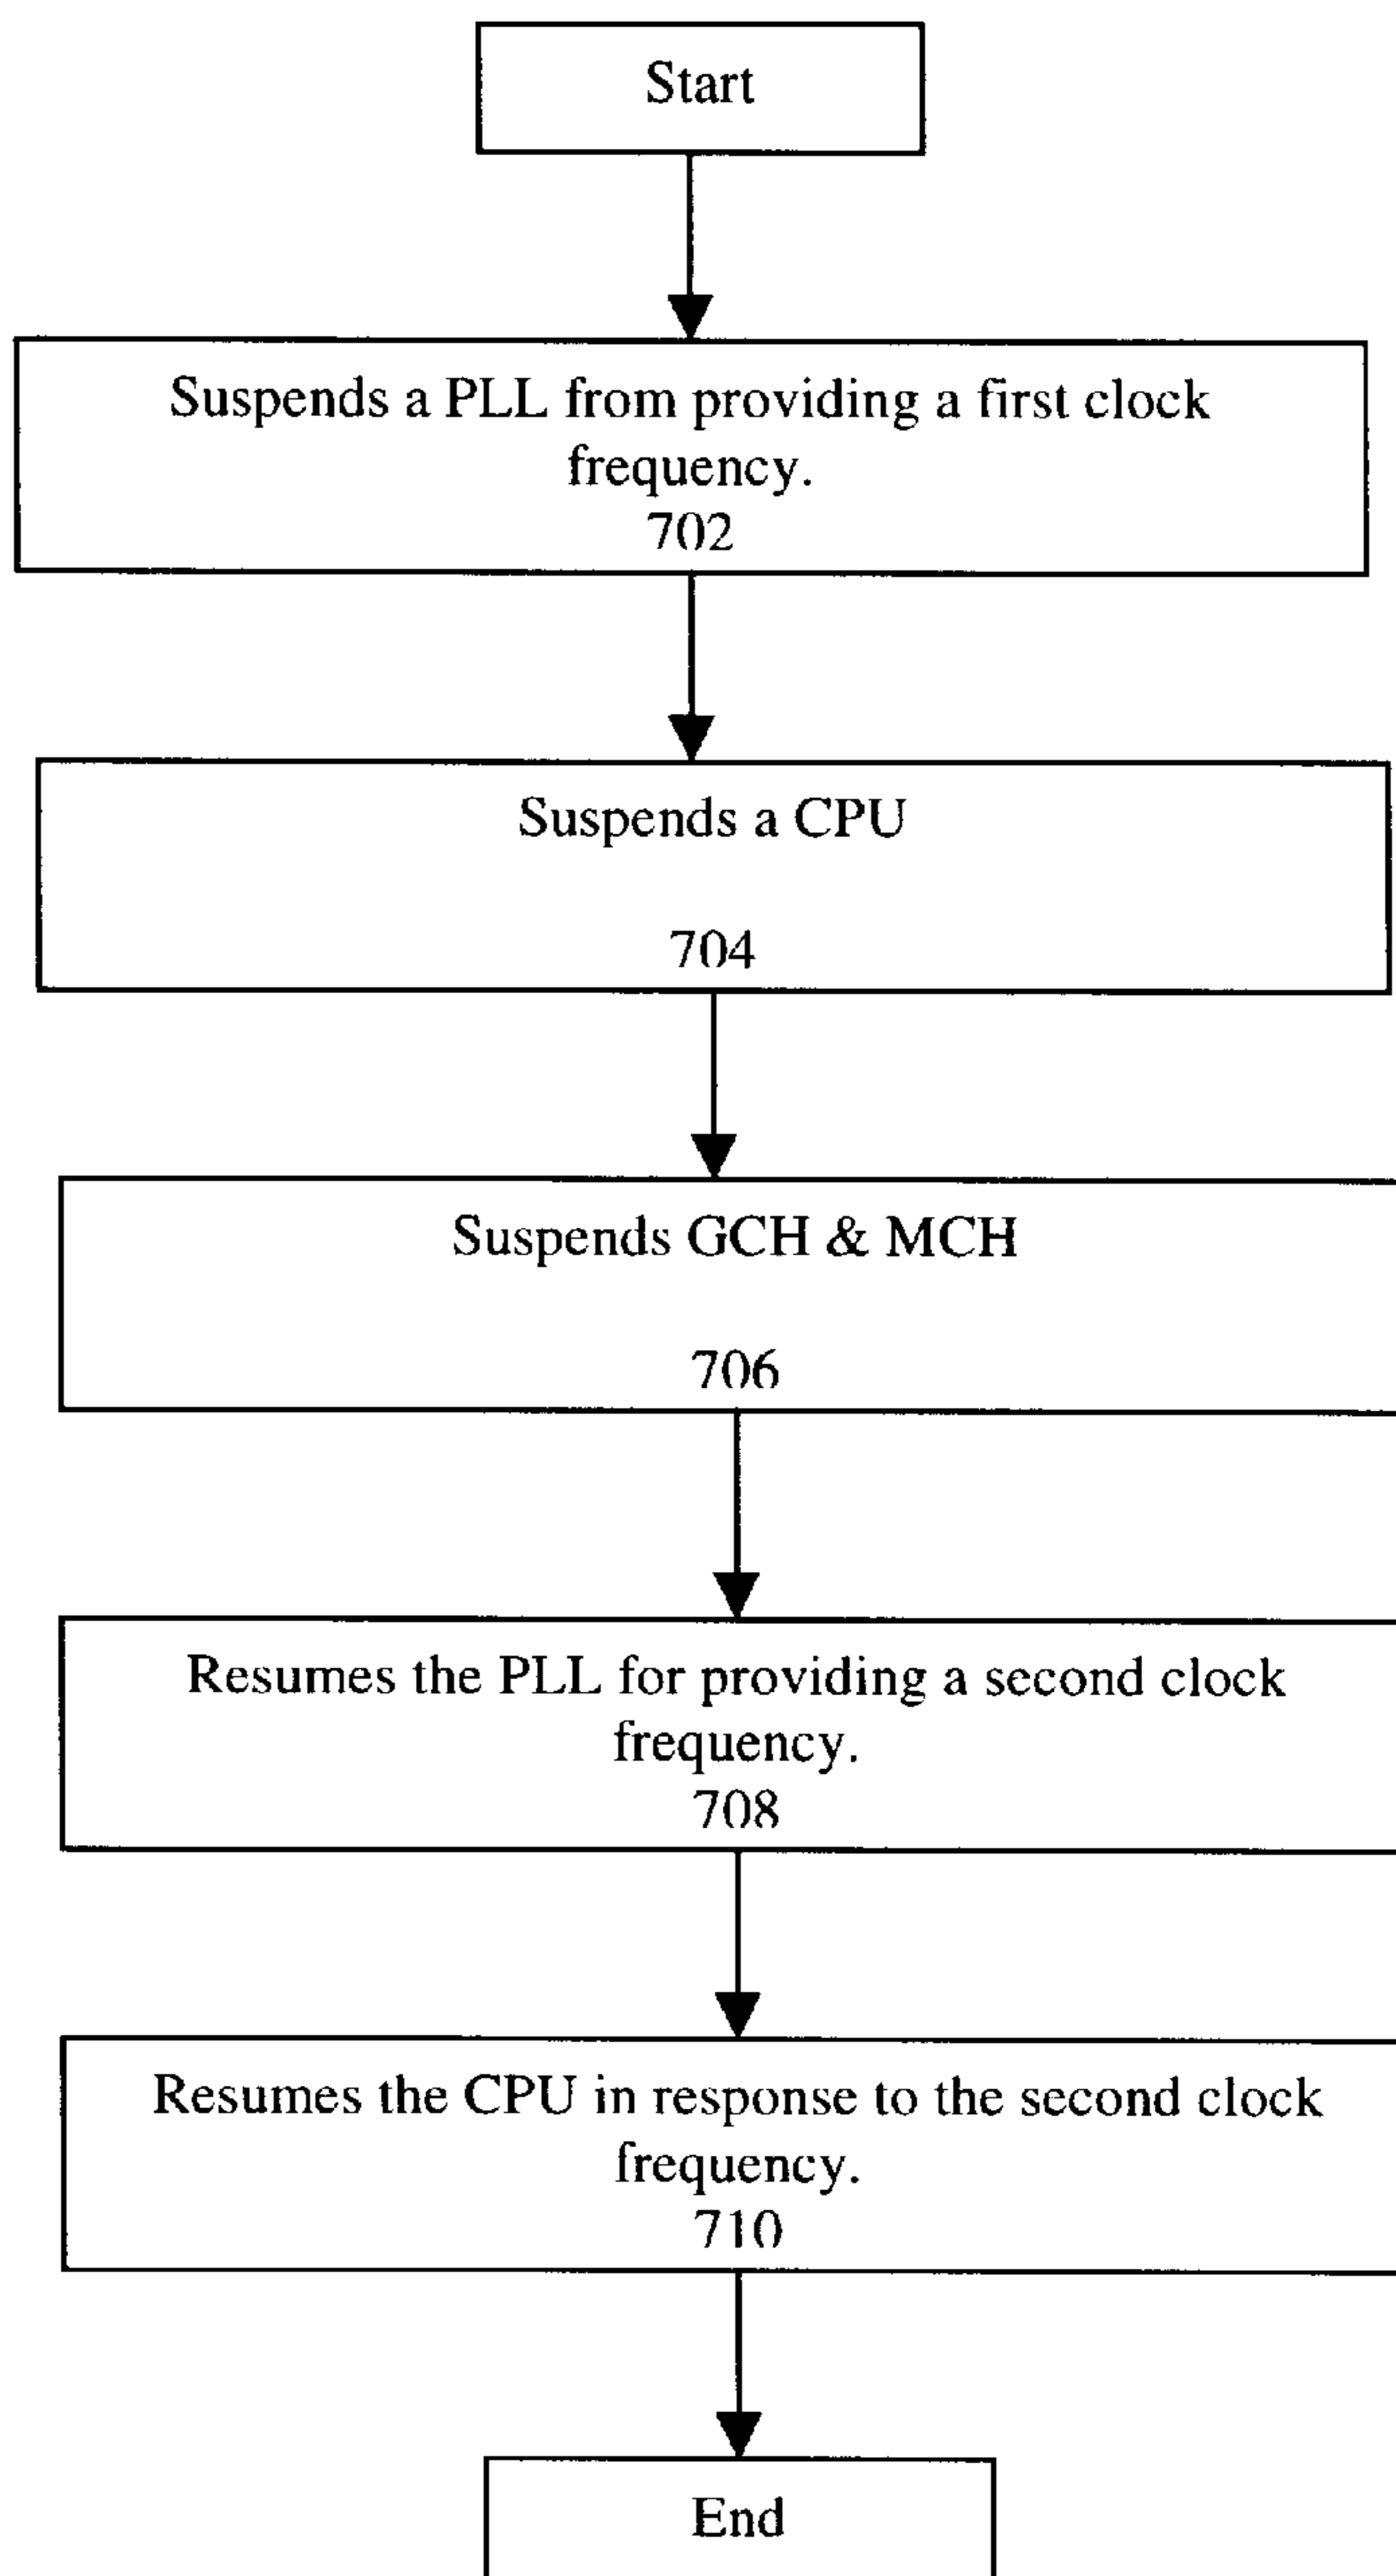 Start
Suspends a PLL from providing a first clock
frequency.
702
Suspends a CPU
704
Suspends GCH & MCH
706
Resumes the PLL for providing a second clock
frequency.
708
Resumes the CPU in response to the second clock
frequency.
710
End